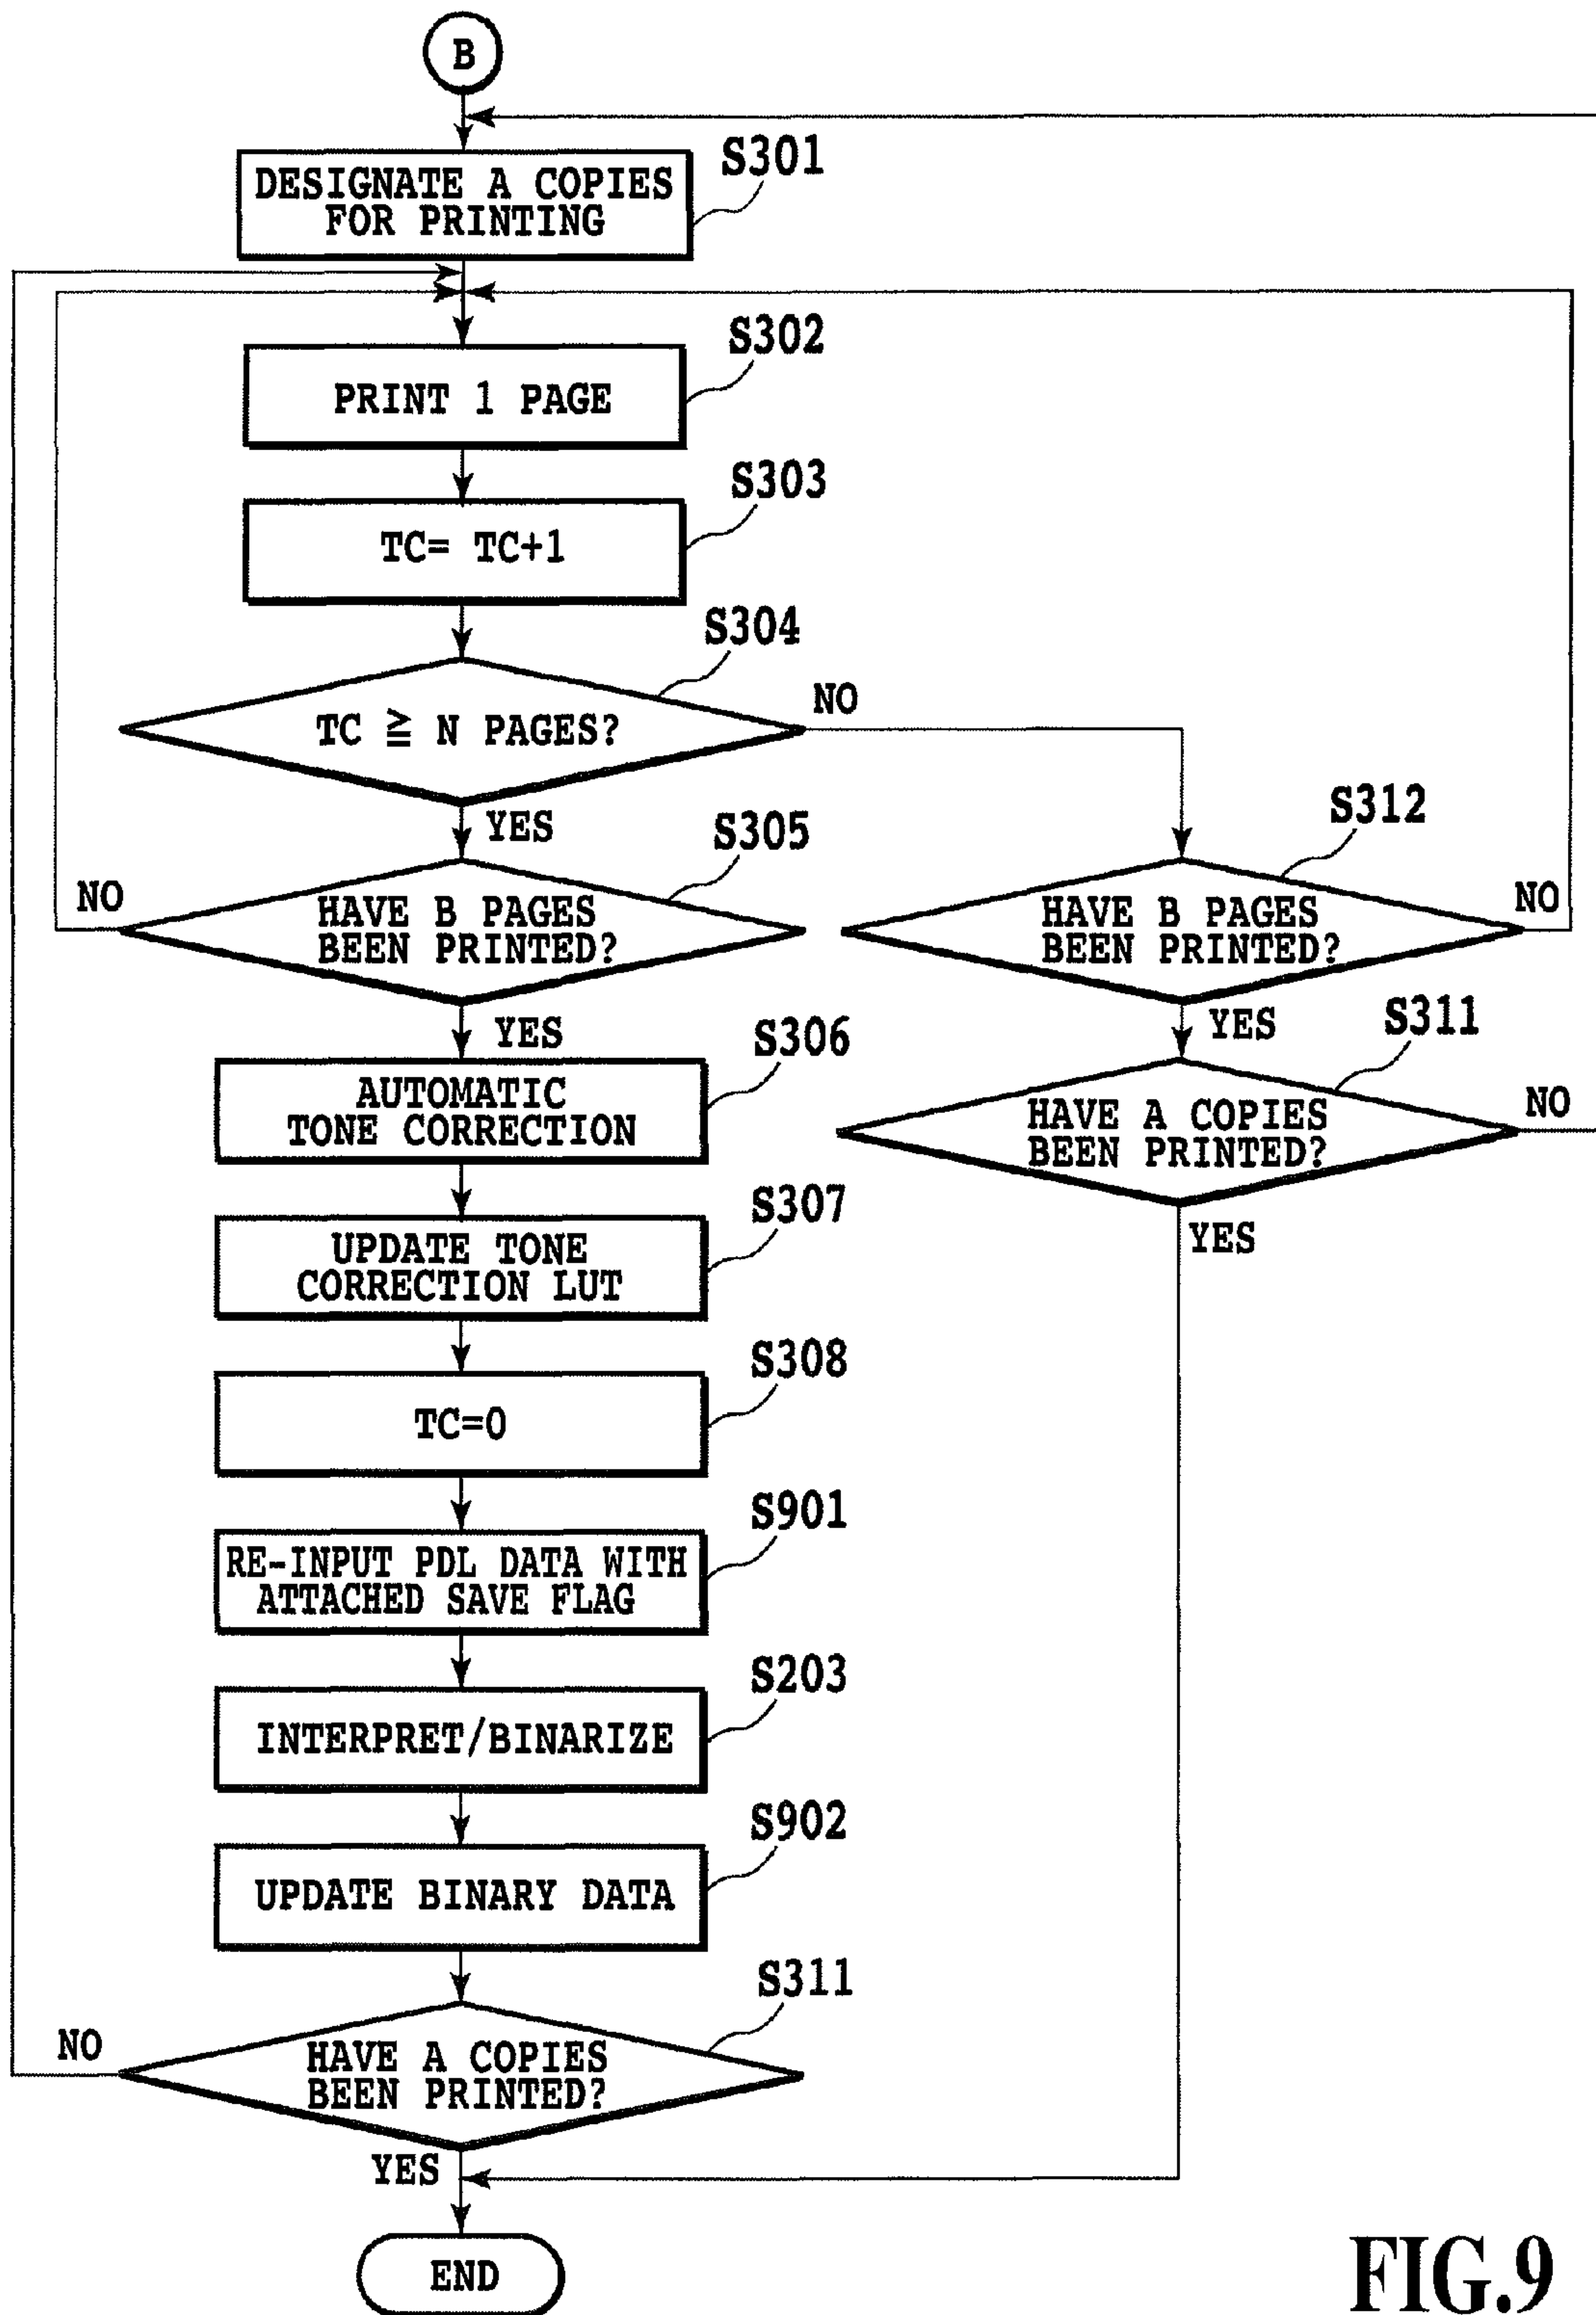 B
S301
DESIGNATE A COPIES
FOR PRINTING
S302
PRINT 1 PAGE
S303
TC= TC+1
S304
TC ≧ N PAGES?
NO
YES
S305
HAVE B PAGES
BEEN PRINTED?
NO
YES
S312
HAVE B PAGES
BEEN PRINTED?
NO
YES
S311
HAVE A COPIES
BEEN PRINTED?
NO
YES
S306
AUTOMATIC
TONE CORRECTION
S307
UPDATE TONE
CORRECTION LUT
S308
TC=0
S901
RE-INPUT PDL DATA WITH
ATTACHED SAVE FLAG
S203
INTERPRET/BINARIZE
S902
UPDATE BINARY DATA
S311
HAVE A COPIES
BEEN PRINTED?
NO
YES
END
FIG.9